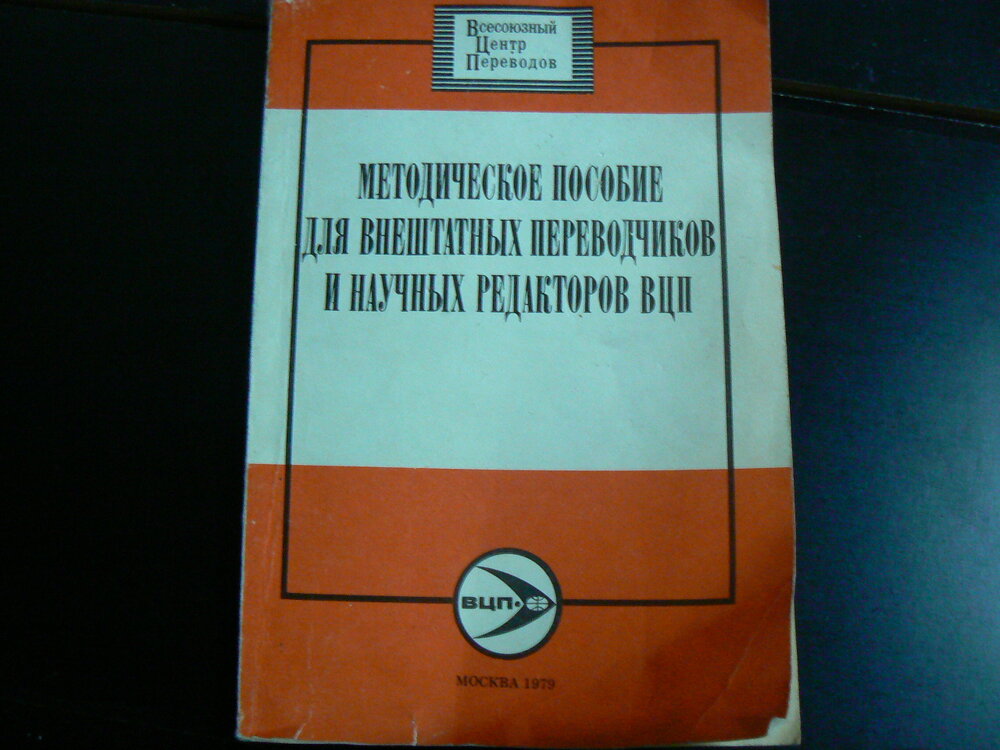 Всесоюзный
Центр
Переводов
МЕТОДИЧЕСКОЕ ПОСОБИЕ
ДЛЯ ВНЕШТАТНЫХ ПЕРЕВОДЧИКОВ
И НАУЧНЫХ РЕДАКТОРОВ ВЦП
ВЦП
МОСКВА 1979